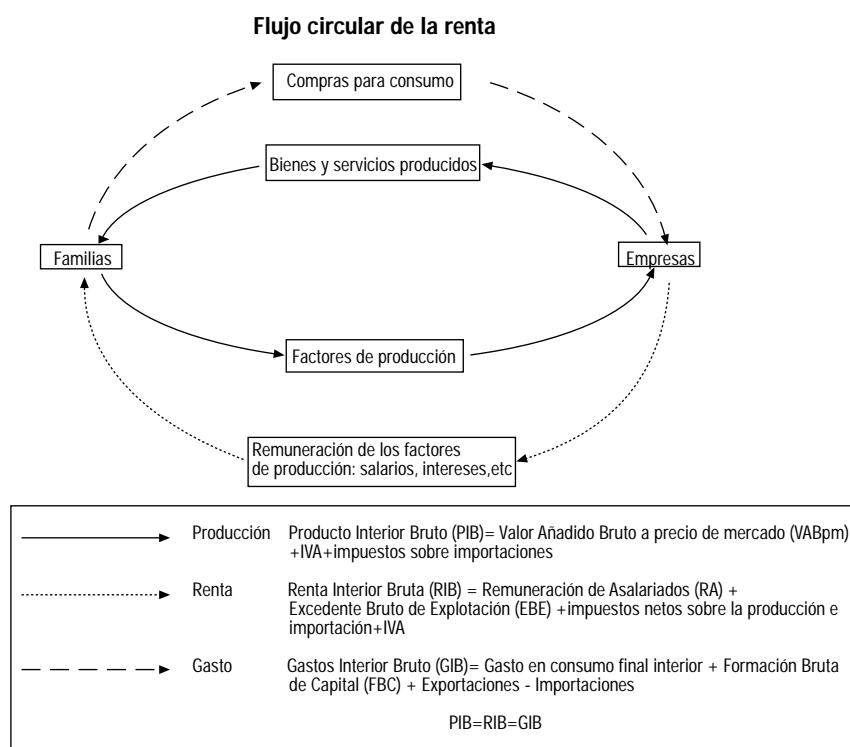 Flujo circular de la renta
Compras para consumo
Bienes y servicios producidos
Familias
Empresas
Factores de producción
Remuneración de los factores
de producción: salarios, intereses,etc
Producción
Producto Interior Bruto (PIB)= Valor Añadido Bruto a precio de mercado (VABpm)
+IVA+impuestos sobre importaciones
Renta
Renta Interior Bruta (RIB) = Remuneración de Asalariados (RA) +
Excedente Bruto de Explotación (EBE) +impuestos netos sobre la producción e
importación+IVA
Gasto
Gastos Interior Bruto (GIB)= Gasto en consumo final interior + Formación Bruta
de Capital (FBC) + Exportaciones - Importaciones
PIB=RIB=GIB